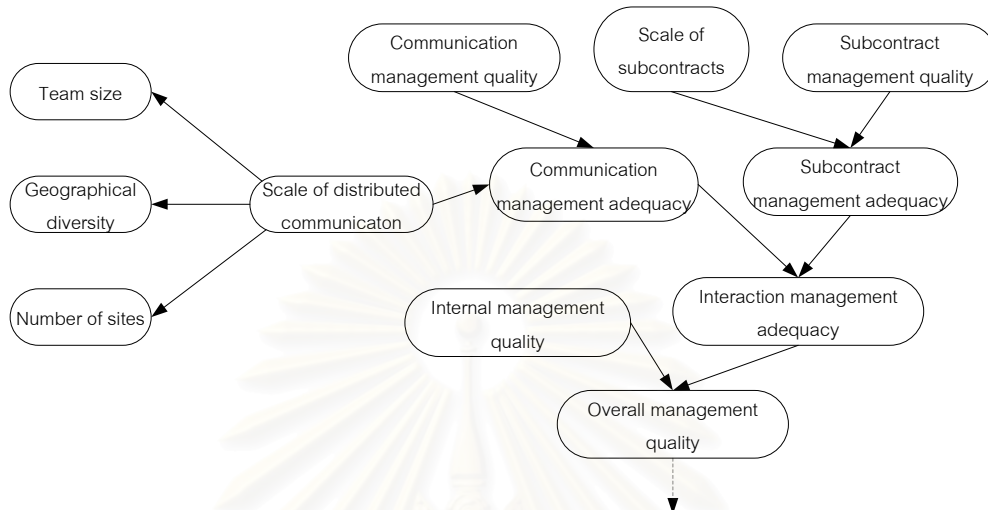 Communication
management quality
Scale of
subcontracts
Subcontract
management quality
Team size
Geographical
diversity
Scale of distributed
communicaton
Communication
management adequacy
Subcontract
management adequacy
Number of sites
Internal management
quality
Interaction management
adequacy
Overall management
quality